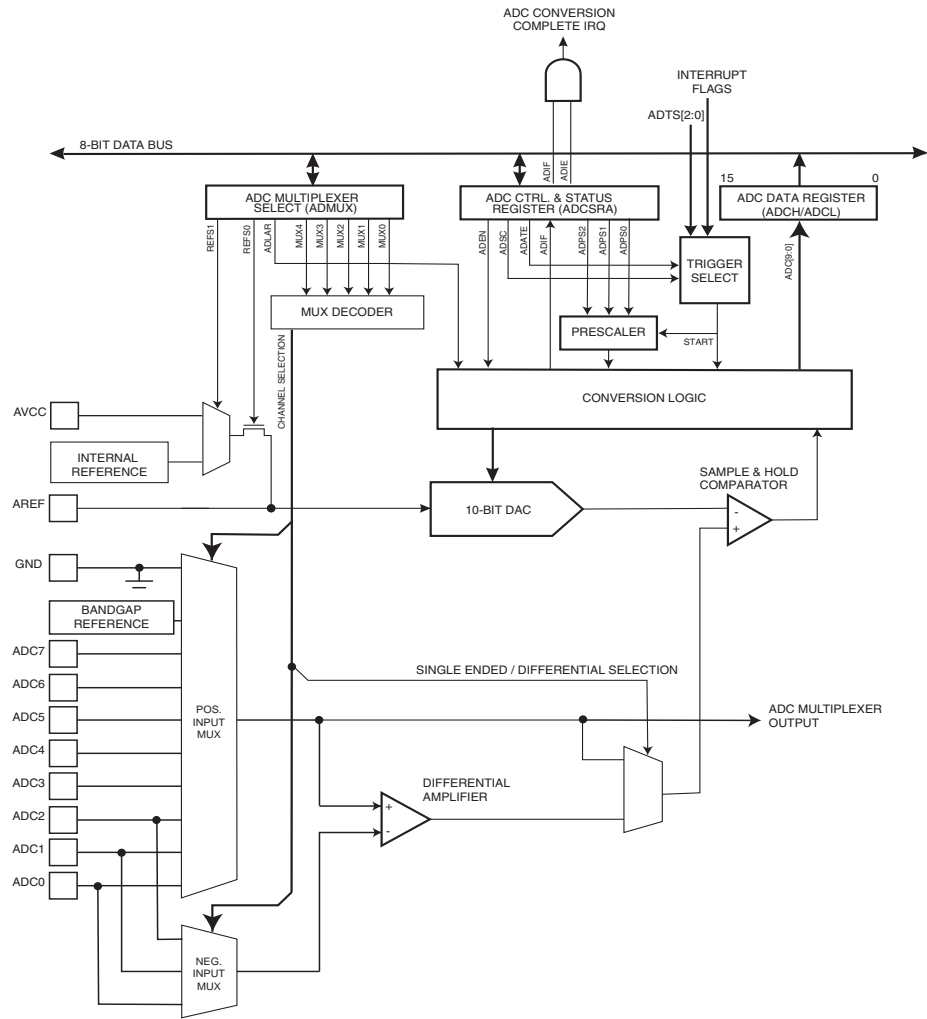 ADC CONVERSION
COMPLETE IRQ
INTERRUPT
FLAGS
ADTS[2:0]
8-BIT DATA BUS
ADIF
ADIE
15
0
ADC MULTIPLEXER
SELECT (ADMUX)
ADC CTRL. & STATUS
REGISTER (ADCSRA)
ADC DATA REGISTER
(ADCH/ADCL)
REFS1
REFS0
ADLAR
MUX4
MUX3
MUX2
MUX1
MUX0
ADEN
ADSC
ADATE
ADIF
ADPS2
ADPS1
ADPS0
TRIGGER
SELECT
ADC[9:0]
MUX DECODER
PRESCALER
START
CHANNEL SELECTION
CONVERSION LOGIC
AVCC
INTERNAL
REFERENCE
SAMPLE & HOLD
COMPARATOR
AREF
10-BIT DAC
-
+
GND
BANDGAP
REFERENCE
ADC7
ADC6
ADC5
ADC4
ADC3
ADC2
ADC1
ADC0
POS.
INPUT
MUX
SINGLE ENDED / DIFFERENTIAL SELECTION
ADC MULTIPLEXER
OUTPUT
DIFFERENTIAL
AMPLIFIER
+
-
NEG.
INPUT
MUX